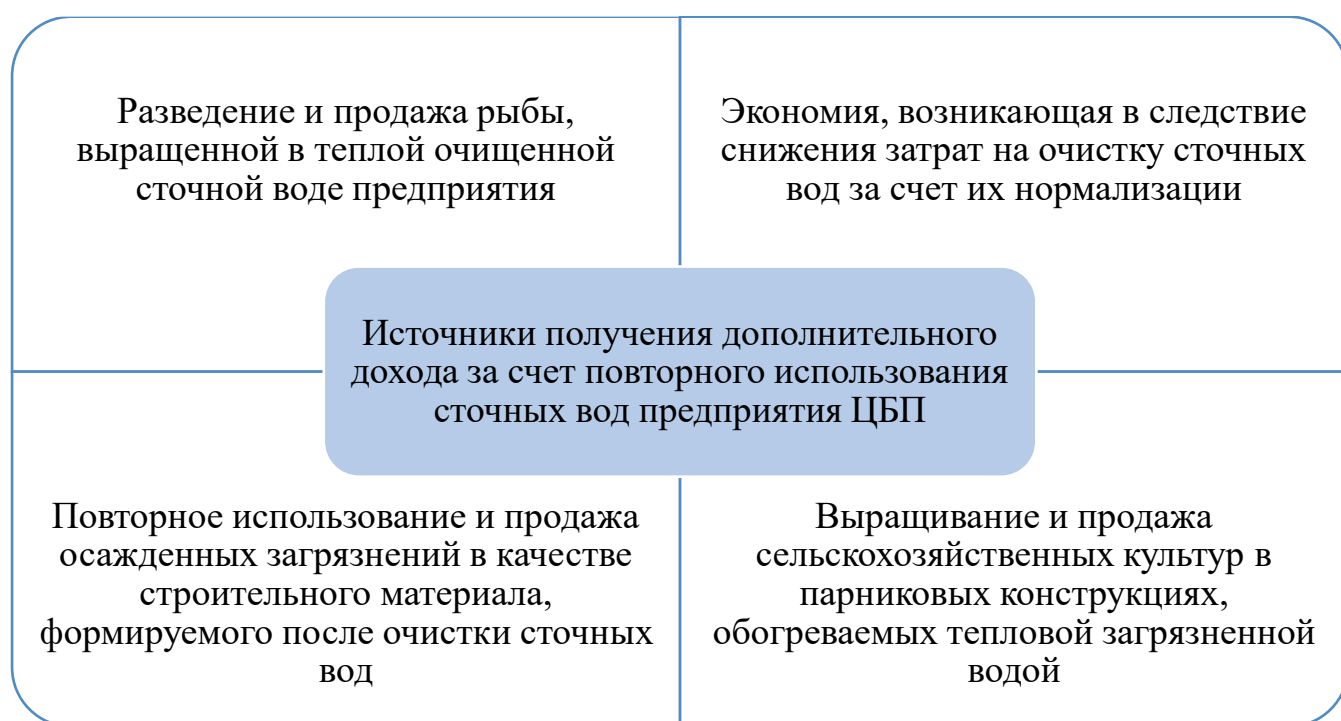 Разведение и продажа рыбы,
выращенной в теплой очищенной
сточной воде предприятия
Экономия, возникающая в следствие
снижения затрат на очистку сточных
вод за счет их нормализации
Источники получения дополнительного
дохода за счет повторного использования
сточных вод предприятия ЦБП
Повторное использование и продажа
осажденных загрязнений в качестве
строительного материала,
формируемого после очистки сточных
вод
Выращивание и продажа
сельскохозяйственных культур в
парниковых конструкциях,
обогреваемых тепловой загрязненной
водой